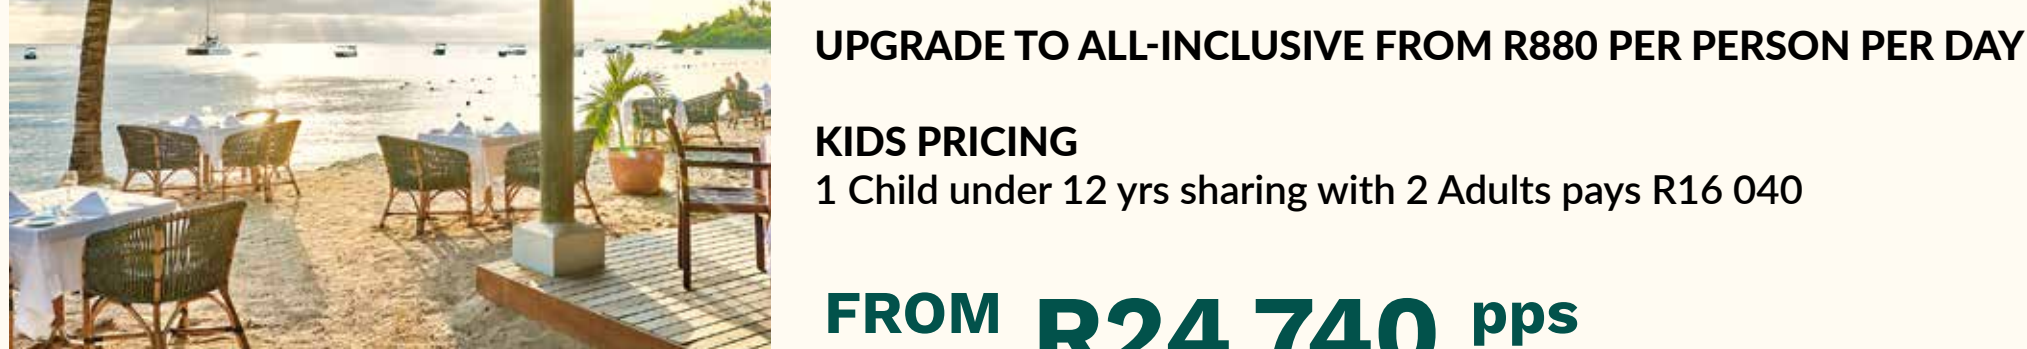 UPGRADE TO ALL-INCLUSIVE FROM R880 PER PERSON PER DAY
KIDS PRICING
1 Child under 12 yrs sharing with 2 Adults pays R16 040
FROM R24 740 pps